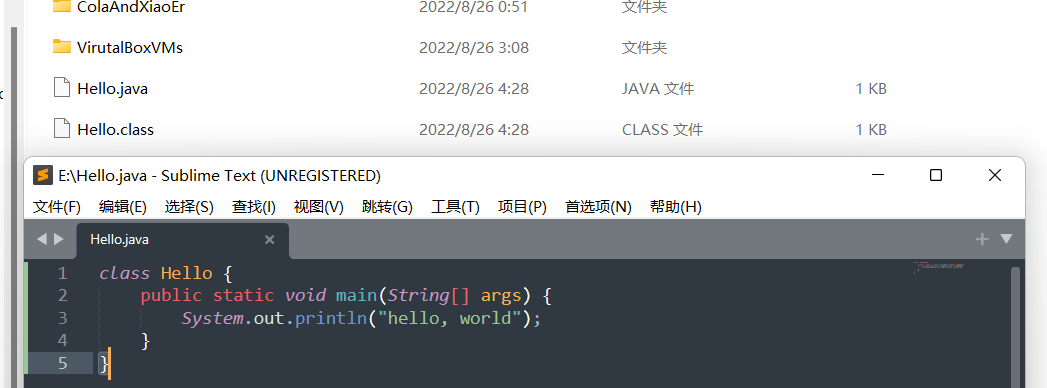 ColaAndXiaoEr 2022/8/26 0:51 文件夹
VirutalBoxVMs 2022/8/26 3:08 文件夹
Hello.java 2022/8/26 4:28 JAVA 文件 1 KB
Hello.class 2022/8/26 4:28 CLASS 文件 1 KB
E:\Hello.java - Sublime Text (UNREGISTERED)
文件(F) 编辑(E) 选择(S) 查找(I) 视图(V) 跳转(G) 工具(T) 项目(P) 首选项(N) 帮助(H)
Hello.java
1 class Hello {
2 public static void main(String[] args) {
3 System.out.println("hello, world");
4 }
5 }